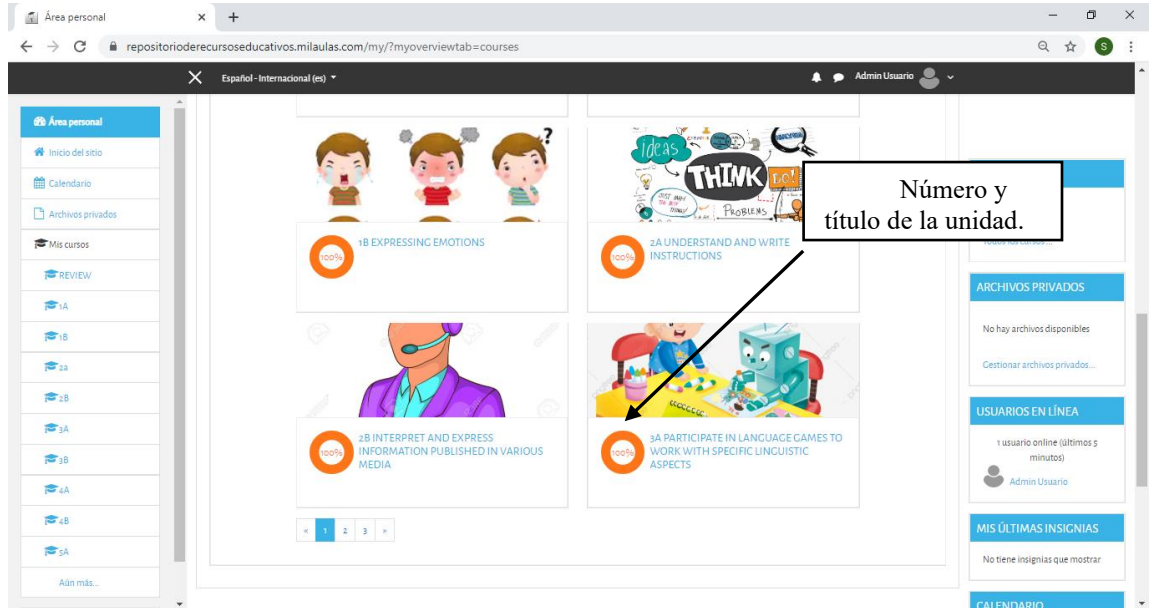 Área personal
repositorioderecursoseducativos.milaulas.com/my/?myoverviewtab=courses
S
Español - Internacional (es)
Admin Usuario
Área personal
Inicio del sitio
Calendario
Archivos privados
Mis cursos
REVIEW
1A
1B
2a
2B
3A
3B
4A
4B
5A
Aún más...
?
Ideas
THINK
GO!
PROBLEMS
100%
1B EXPRESSING EMOTIONS
100%
2A UNDERSTAND AND WRITE
INSTRUCTIONS
Número y
título de la unidad.
100%
2B INTERPRET AND EXPRESS
INFORMATION PUBLISHED IN VARIOUS
MEDIA
100%
3A PARTICIPATE IN LANGUAGE GAMES TO
WORK WITH SPECIFIC LINGUISTIC
ASPECTS
« 1 2 3 »
Todos los cursos ...
ARCHIVOS PRIVADOS
No hay archivos disponibles
Gestionar archivos privados...
USUARIOS EN LÍNEA
1 usuario online (últimos 5
minutos)
Admin Usuario
MIS ÚLTIMAS INSIGNIAS
No tiene insignias que mostrar
CALENDARIO